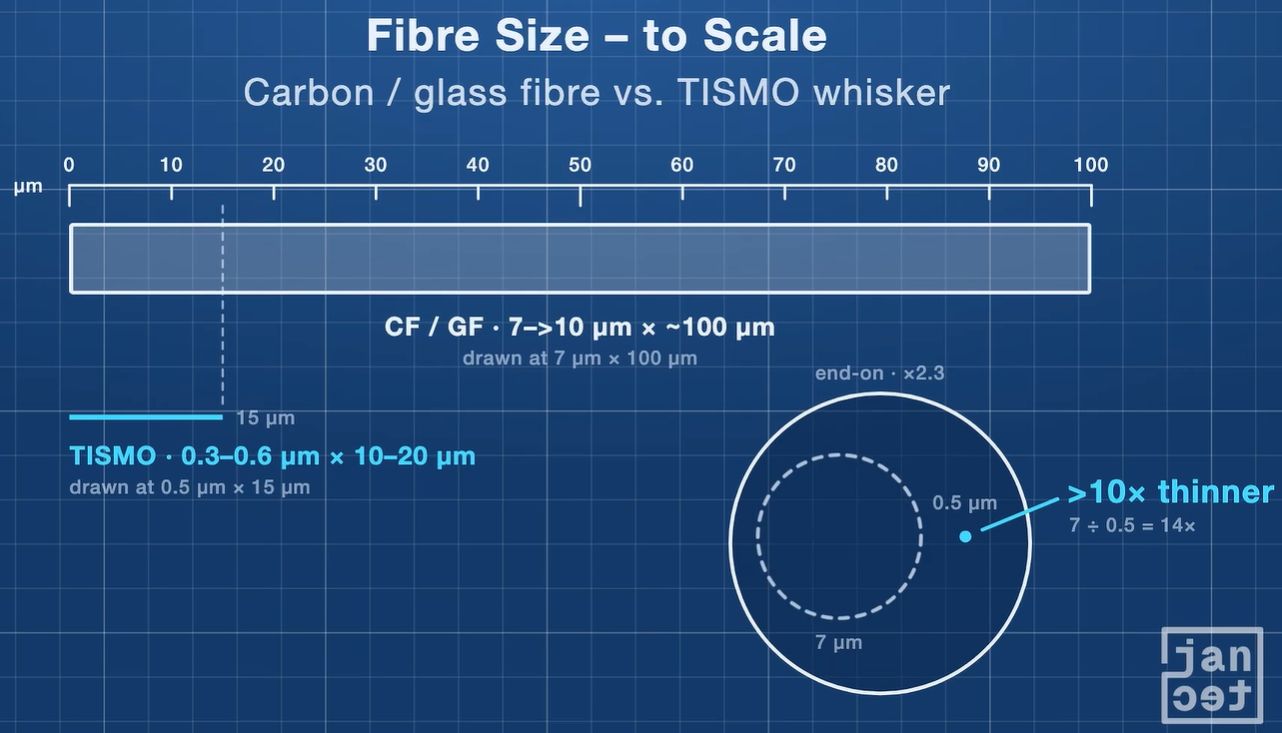 Fibre Size – to Scale
Carbon / glass fibre vs. TISMO whisker
0 10 20 30 40 50 60 70 80 90 100
µm
CF / GF · 7–>10 µm × ~100 µm
drawn at 7 µm × 100 µm
end-on · ×2.3
15 µm
TISMO · 0.3–0.6 µm × 10–20 µm
drawn at 0.5 µm × 15 µm
0.5 µm
>10× thinner
7 ÷ 0.5 = 14×
7 µm
jan
tec